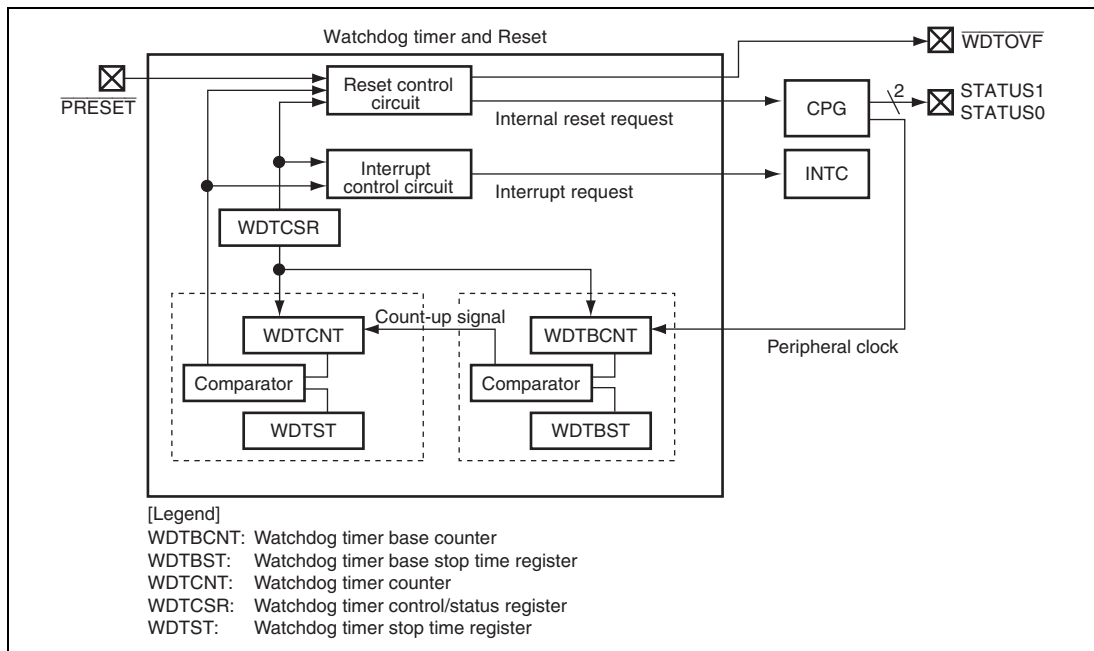 Watchdog timer and Reset
WDTOVF
PRESET
Reset control
circuit
2
STATUS1
STATUS0
CPG
Internal reset request
Interrupt
control circuit
INTC
Interrupt request
WDTCSR
Count-up signal
WDTCNT
WDTBCNT
Peripheral clock
Comparator
Comparator
WDTST
WDTBST
[Legend]
WDTBCNT: Watchdog timer base counter
WDTBST: Watchdog timer base stop time register
WDTCNT: Watchdog timer counter
WDTCSR: Watchdog timer control/status register
WDTST: Watchdog timer stop time register